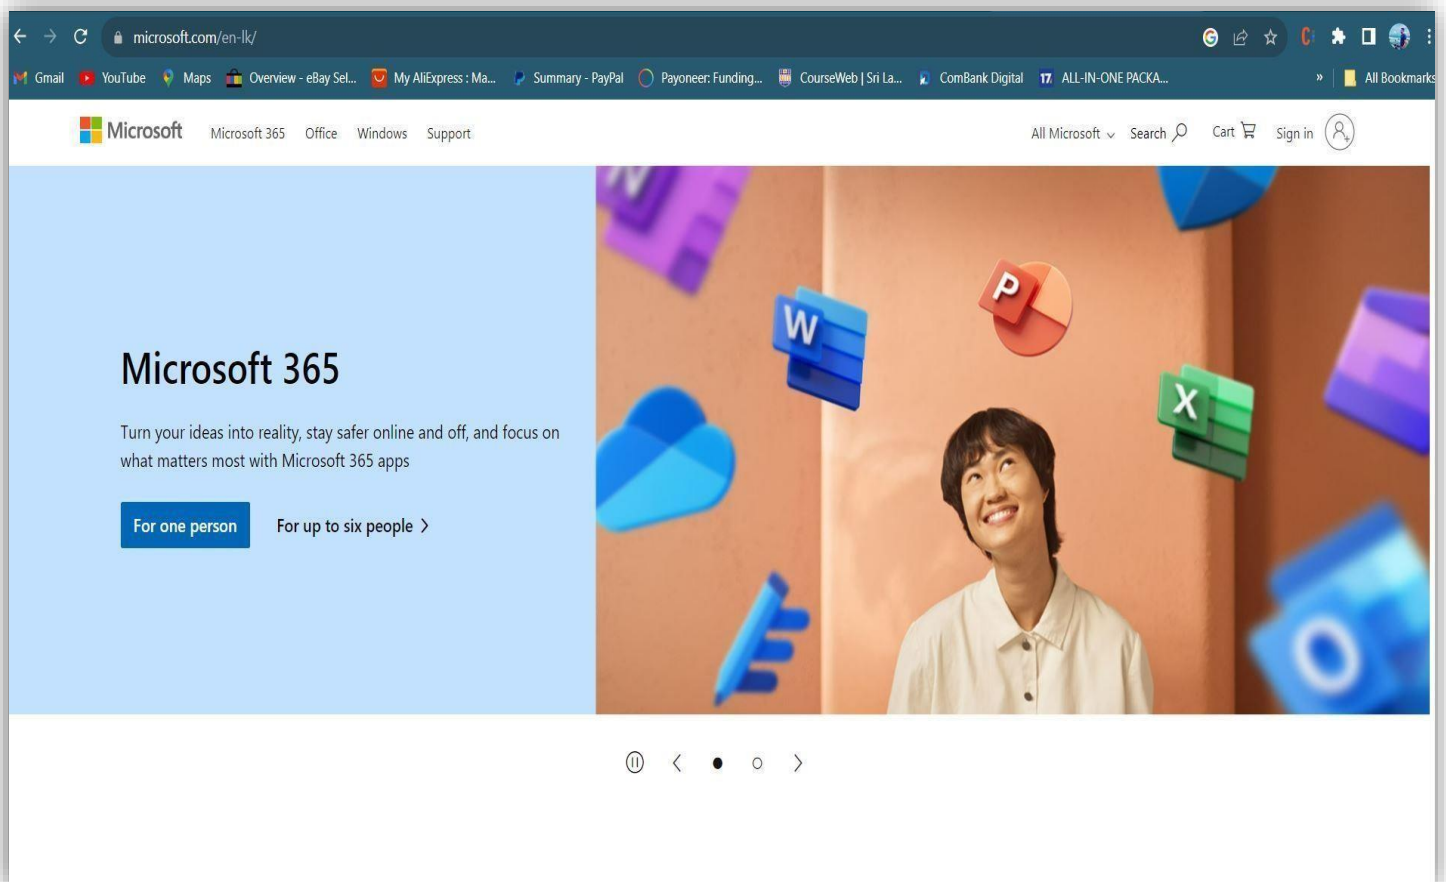 microsoft.com/en-lk/
Gmail YouTube Maps Overview - eBay Sel... My AliExpress : Ma... Summary - PayPal Payoneer: Funding... CourseWeb | Sri La... ComBank Digital 17 ALL-IN-ONE PACKA... » All Bookmarks
Microsoft Microsoft 365 Office Windows Support All Microsoft Search Cart Sign in
N
P
W
X
Microsoft 365
Turn your ideas into reality, stay safer online and off, and focus on
what matters most with Microsoft 365 apps
For one person For up to six people
O